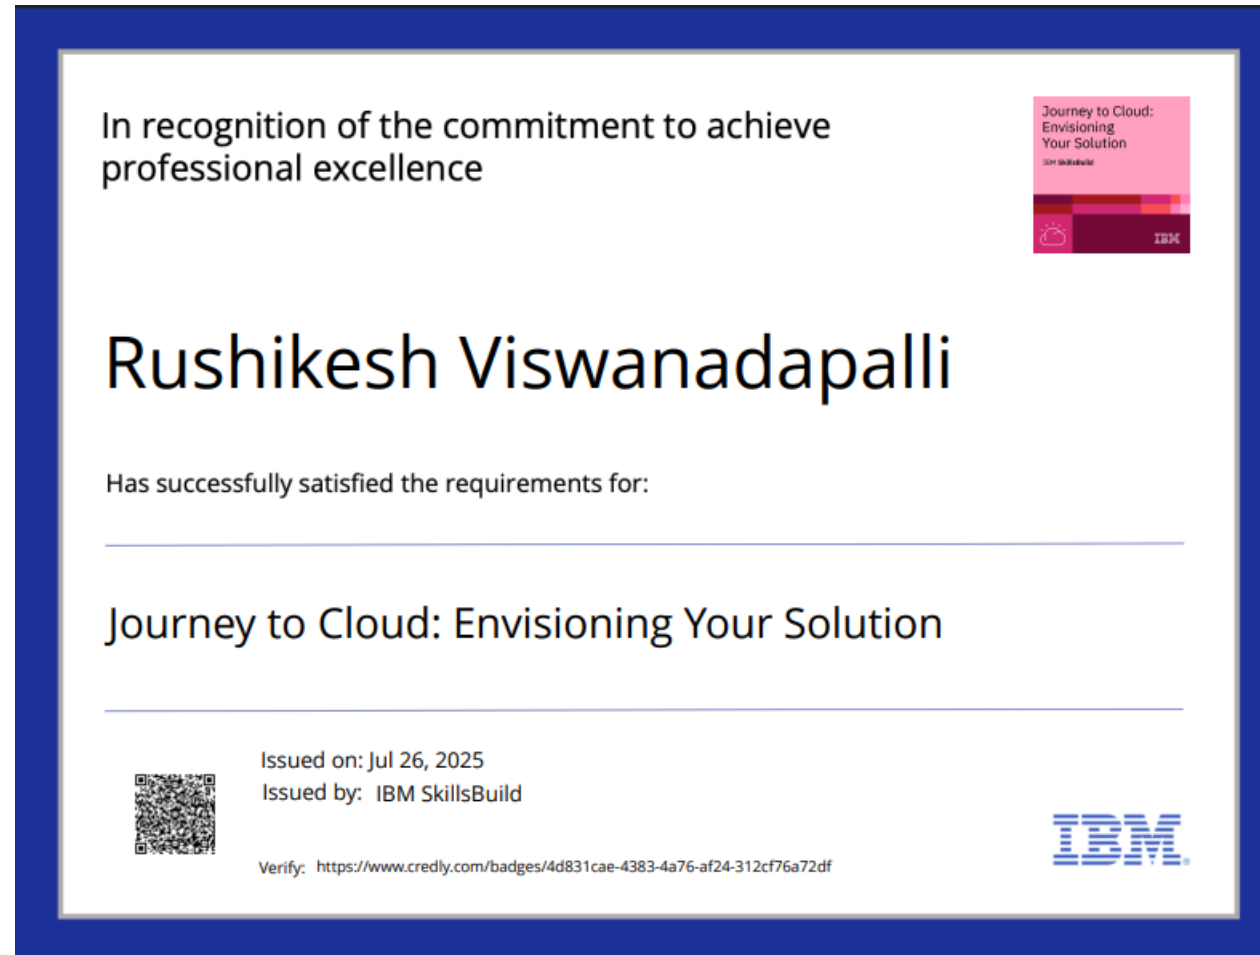 In recognition of the commitment to achieve
professional excellence
Journey to Cloud:
Envisioning
Your Solution
IBM SkillsBuild
IBM
Rushikesh Viswanadapalli
Has successfully satisfied the requirements for:
Journey to Cloud: Envisioning Your Solution
Issued on: Jul 26, 2025
Issued by: IBM SkillsBuild
Verify: https://www.credly.com/badges/4d831cae-4383-4a76-af24-312cf76a72df
IBM®